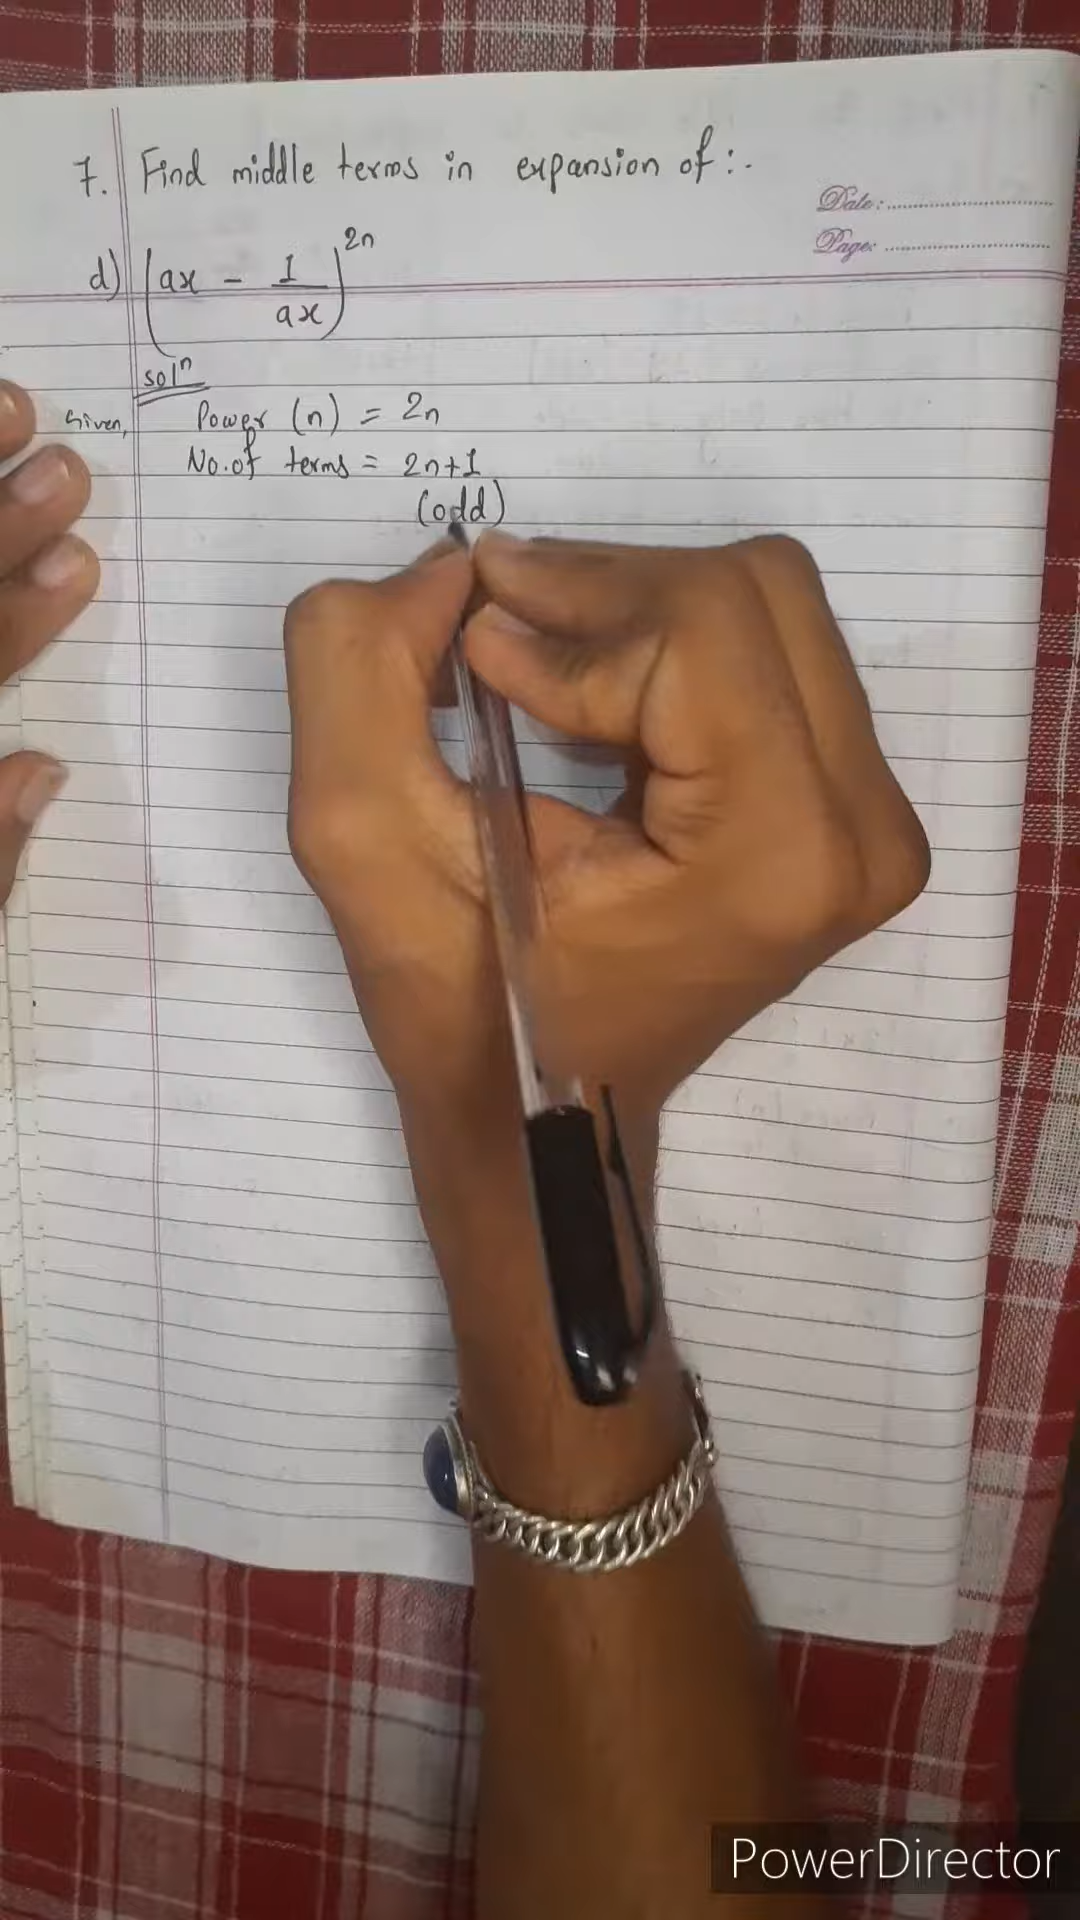 7. Find middle terms in expansion of :-
Date:
Page:
d) (ax - 1/ax)^2n
solⁿ
Given, Power (n) = 2n
No. of terms = 2n+1
(odd)
PowerDirector